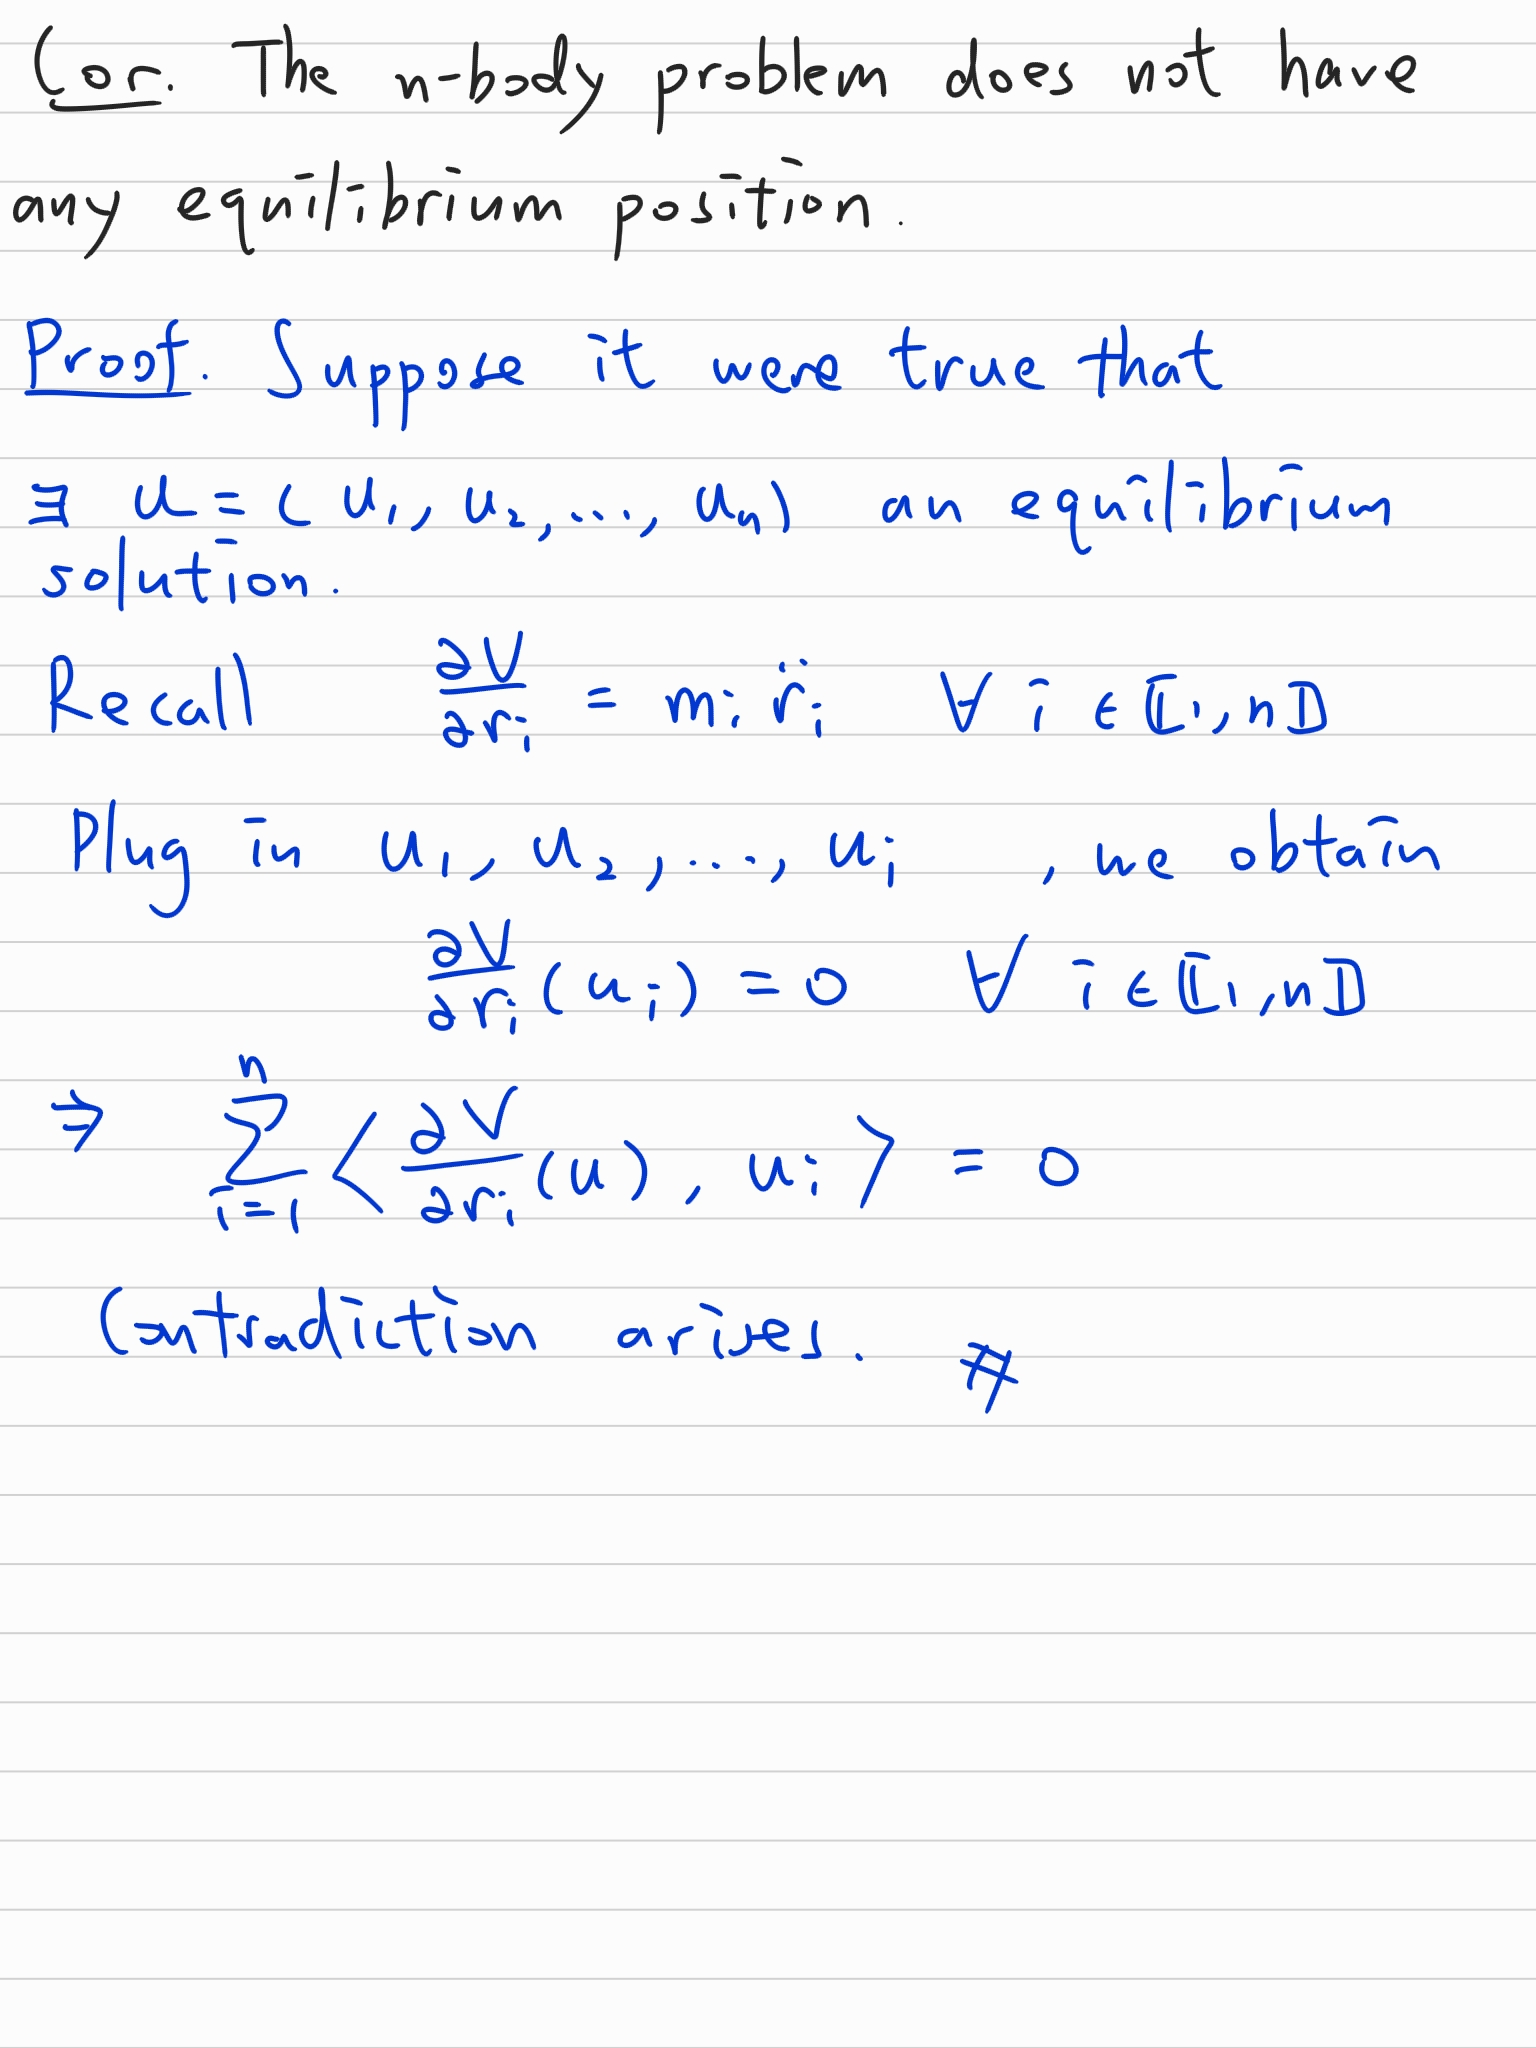 Cor. The n-body problem does not have
any equilibrium position.
Proof. Suppose it were true that
∃ u = (u₁, u₂, ..., uₙ) an equilibrium
solution.
Recall ∂V/∂rᵢ = mᵢ r̈ᵢ ∀ i ∈ ⟦1, n⟧
Plug in u₁, u₂, ..., uᵢ , we obtain
∂V/∂rᵢ (uᵢ) = 0 ∀ i ∈ ⟦1, n⟧
⇒ ∑ᵢ₌₁ⁿ ⟨ ∂V/∂rᵢ (u), uᵢ ⟩ = 0
Contradiction arises. #